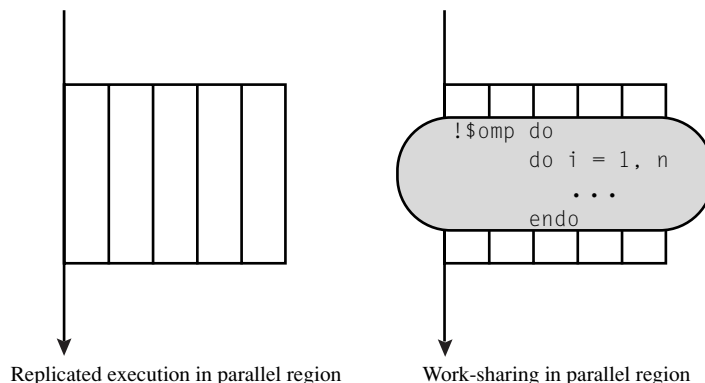 !$omp do
do i = 1, n
...
endo
Replicated execution in parallel region
Work-sharing in parallel region